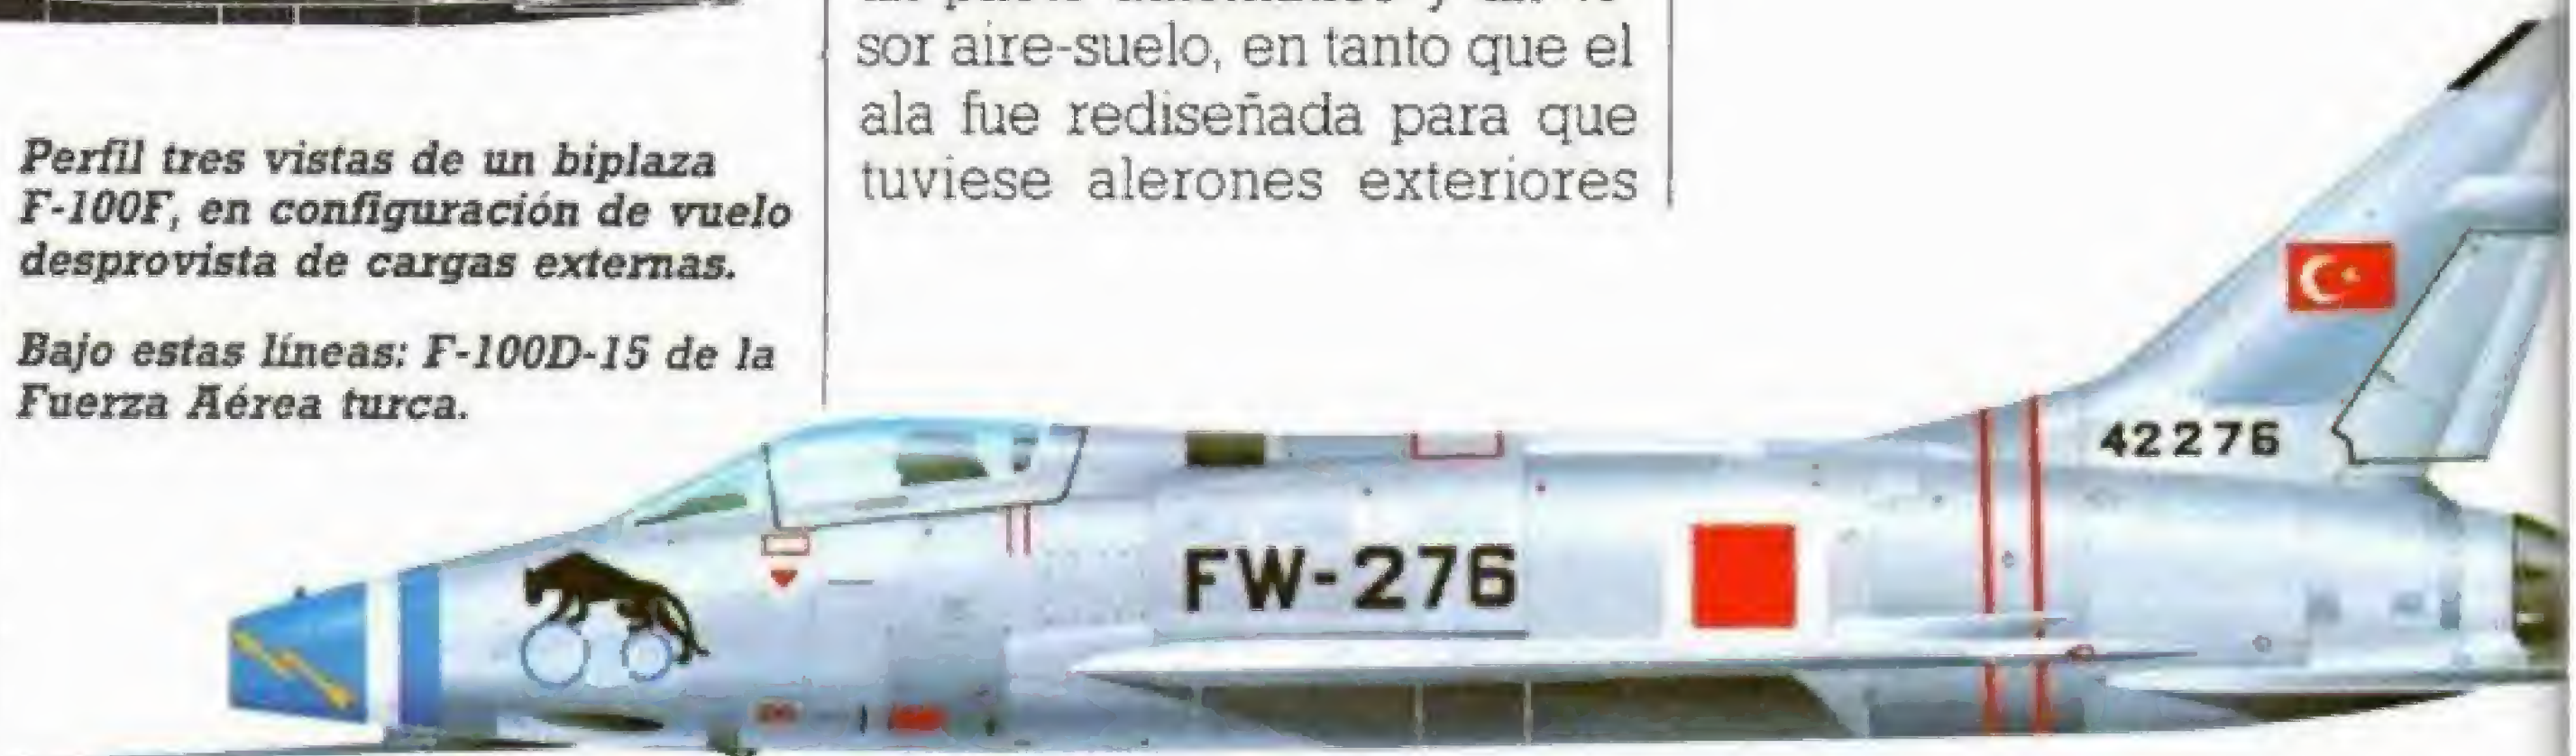 Perfil tres vistas de un biplaza
F-100F, en configuración de vuelo
desprovista de cargas externas.
Bajo estas líneas: F-100D-15 de la
Fuerza Aérea turca.
sor aire-suelo, en tanto que el
ala fue rediseñada para que
tuviese alerones exteriores
42276
FW-276